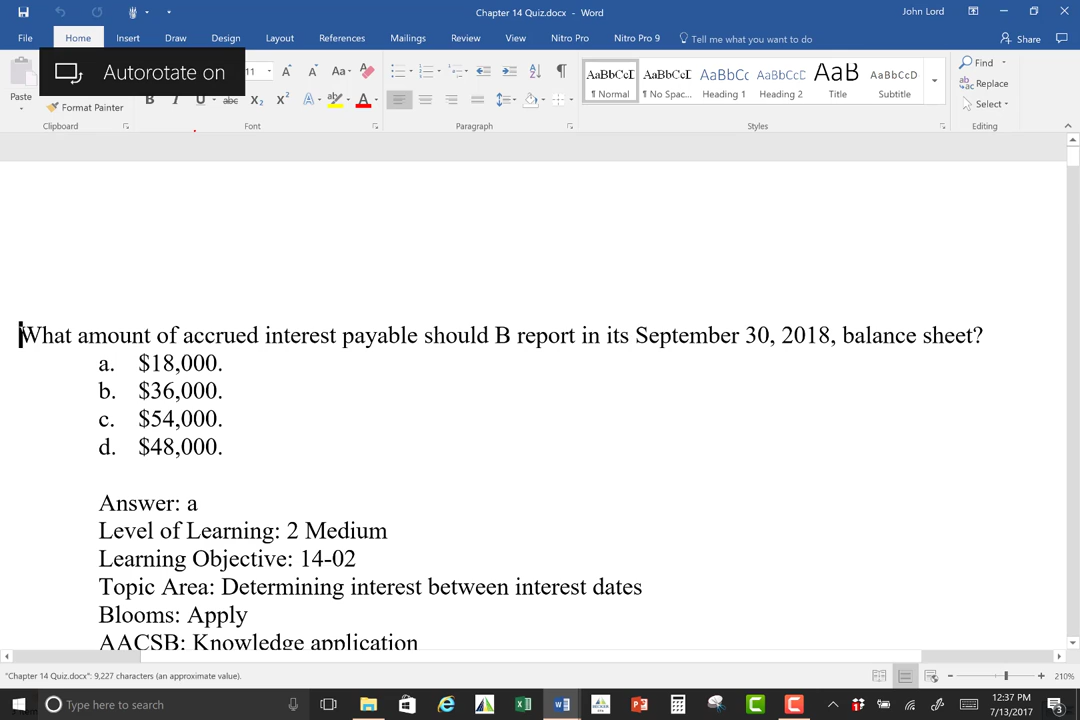 Chapter 14 Quiz.docx - Word
John Lord
File Home Insert Draw Design Layout References Mailings Review View Nitro Pro Nitro Pro 9 Tell me what you want to do Share
Autorotate on
11 Aa
Paste
Format Painter
Clipboard Font Paragraph Styles Editing
AaBbCcI AaBbCcI AaBbCc AaBbCcI AaB AaBbCcD
¶ Normal ¶ No Spac... Heading 1 Heading 2 Title Subtitle
Find
Replace
Select
What amount of accrued interest payable should B report in its September 30, 2018, balance sheet?
a. $18,000.
b. $36,000.
c. $54,000.
d. $48,000.
Answer: a
Level of Learning: 2 Medium
Learning Objective: 14-02
Topic Area: Determining interest between interest dates
Blooms: Apply
AACSB: Knowledge application
"Chapter 14 Quiz.docx": 9,227 characters (an approximate value).
210%
Type here to search
12:37 PM
7/13/2017
3